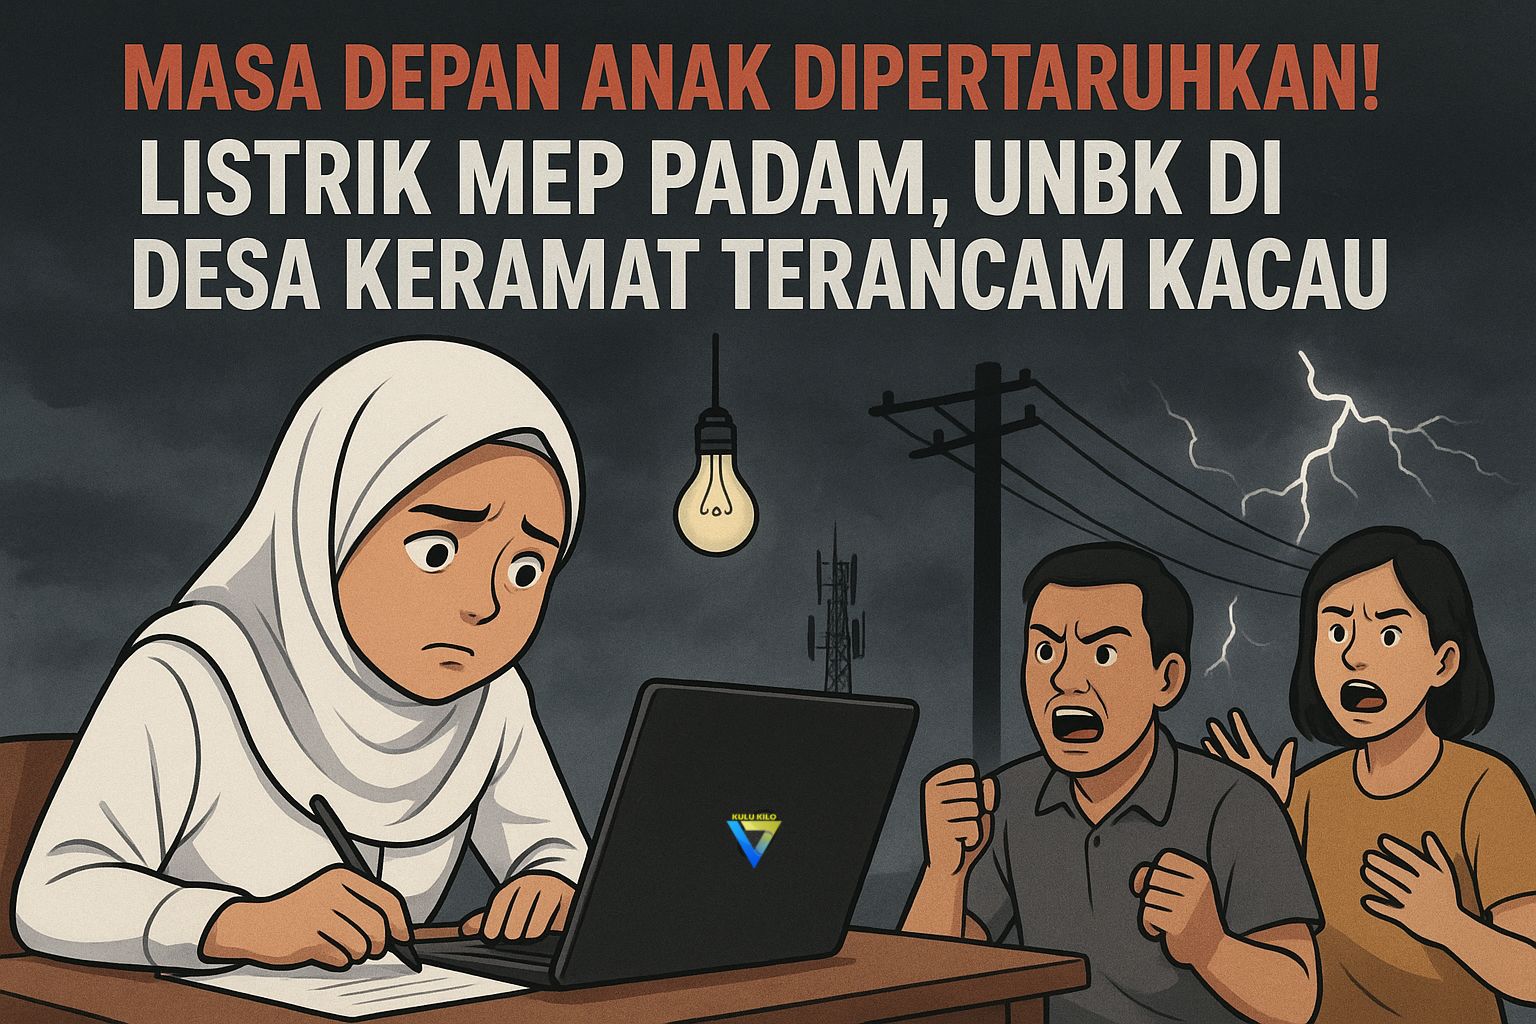 MASA DEPAN ANAK DIPERTARUHKAN!
LISTRIK MEP PADAM, UNBK DI
DESA KERAMAT TERANCAM KACAU
KULU KILO